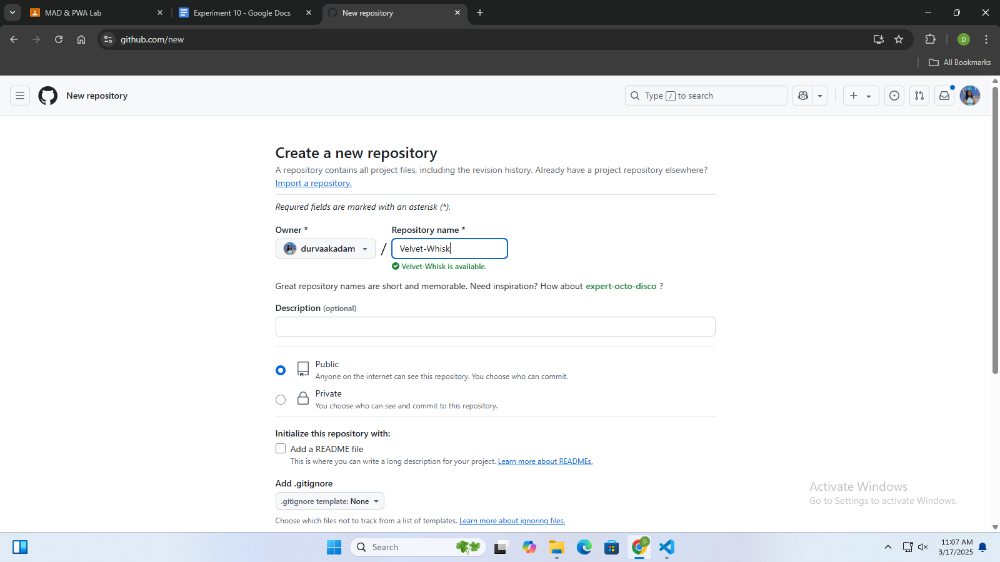 MAD & PWA Lab
Experiment 10 - Google Docs
New repository
github.com/new
D
All Bookmarks
New repository
Type / to search
Create a new repository
A repository contains all project files, including the revision history. Already have a project repository elsewhere?
Import a repository.
Required fields are marked with an asterisk (*).
Owner *
Repository name *
durvaakadam
/
Velvet-Whisk
Velvet-Whisk is available.
Great repository names are short and memorable. Need inspiration? How about expert-octo-disco ?
Description (optional)
Public
Anyone on the internet can see this repository. You choose who can commit.
Private
You choose who can see and commit to this repository.
Initialize this repository with:
Add a README file
This is where you can write a long description for your project. Learn more about READMEs.
Add .gitignore
.gitignore template: None
Choose which files not to track from a list of templates. Learn more about ignoring files.
Activate Windows
Go to Settings to activate Windows.
Search
D
11:07 AM
3/17/2025